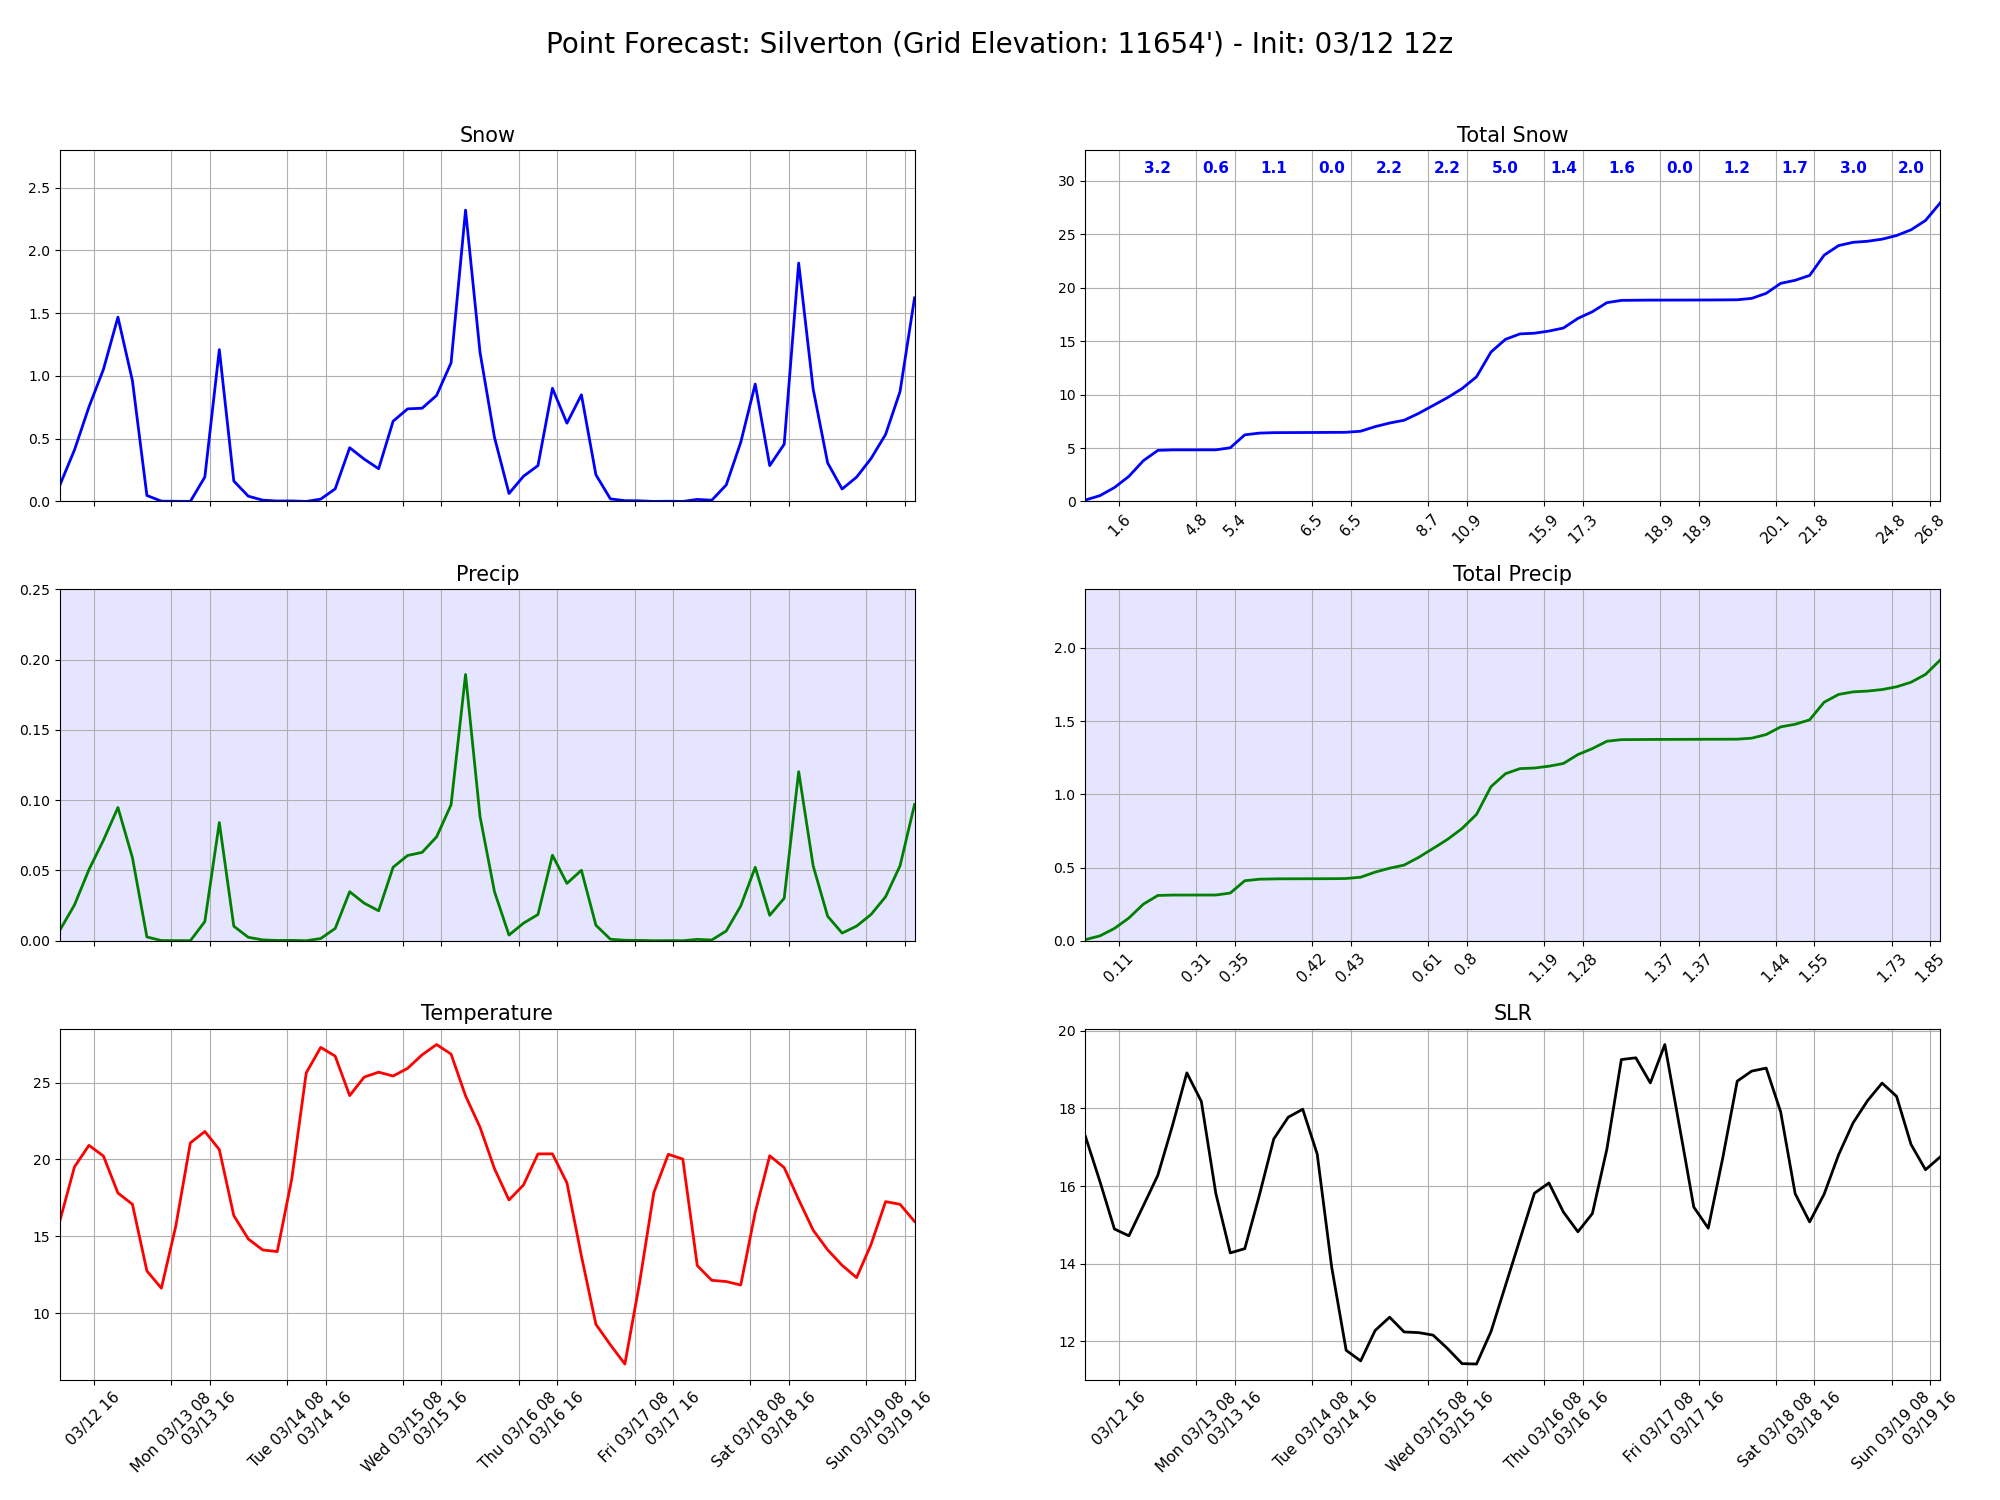 Point Forecast: Silverton (Grid Elevation: 11654') - Init: 03/12 12z
Snow
2.5
2.0
1.5
1.0
0.5
0.0
Total Snow
3.2 0.6 1.1 0.0 2.2 2.2 5.0 1.4 1.6 0.0 1.2 1.7 3.0 2.0
30
25
20
15
10
5
0
1.6 4.8 5.4 6.5 6.5 8.7 10.9 15.9 17.3 18.9 18.9 20.1 21.8 24.8 26.8
Precip
0.25
0.20
0.15
0.10
0.05
0.00
Total Precip
2.0
1.5
1.0
0.5
0.0
0.11 0.31 0.35 0.42 0.43 0.61 0.8 1.19 1.28 1.37 1.37 1.44 1.55 1.73 1.85
Temperature
25
20
15
10
03/12 16
Mon 03/13 08
03/13 16
Tue 03/14 08
03/14 16
Wed 03/15 08
03/15 16
Thu 03/16 08
03/16 16
Fri 03/17 08
03/17 16
Sat 03/18 08
03/18 16
Sun 03/19 08
03/19 16
SLR
20
18
16
14
12
03/12 16
Mon 03/13 08
03/13 16
Tue 03/14 08
03/14 16
Wed 03/15 08
03/15 16
Thu 03/16 08
03/16 16
Fri 03/17 08
03/17 16
Sat 03/18 08
03/18 16
Sun 03/19 08
03/19 16